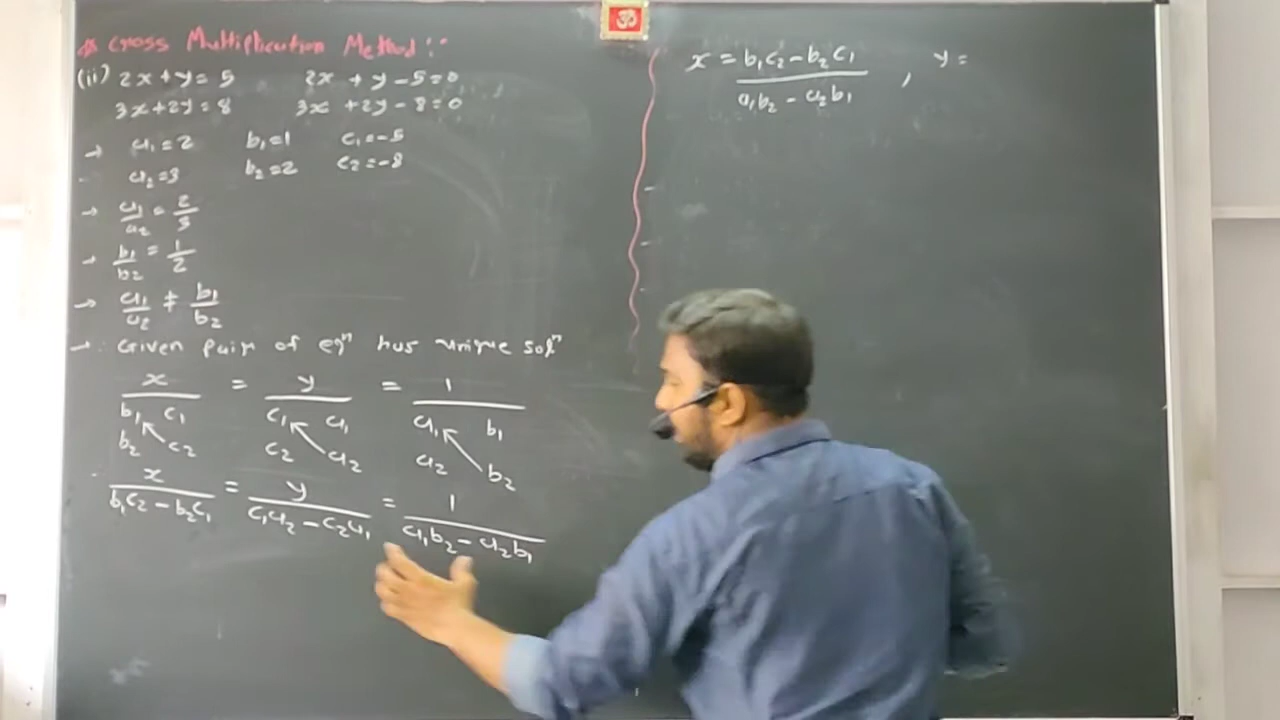 ॐ
* Cross Multiplication Method :-
(ii) 2x+y=5 2x +y-5=0
3x+2y=8 3x +2y-8=0
→ a₁=2 b₁=1 c₁=-5
a₂=3 b₂=2 c₂=-8
→ a₁/a₂ = 2/3
→ b₁/b₂ = 1/2
→ a₁/a₂ ≠ b₁/b₂
→ ∴ Given pair of eqⁿ has unique solⁿ
x = y = 1
b₁ c₁ c₁ a₁ a₁ b₁
b₂ c₂ c₂ a₂ a₂ b₂
x/(b₁c₂-b₂c₁) = y/(c₁a₂-c₂a₁) = 1/(a₁b₂-a₂b₁)
x = (b₁c₂-b₂c₁)/(a₁b₂-a₂b₁) , y=